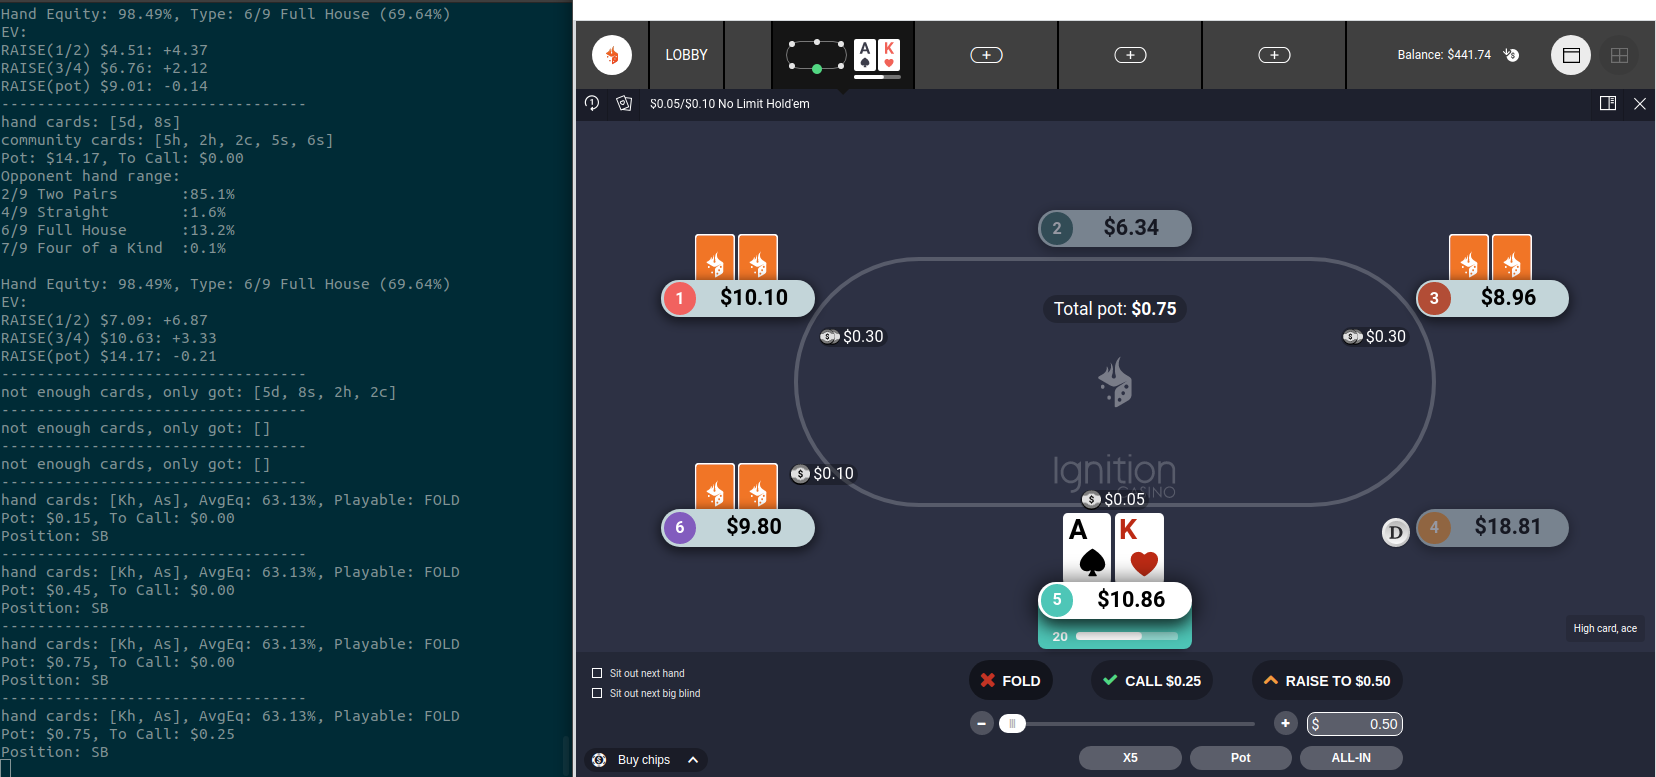 Hand Equity: 98.49%, Type: 6/9 Full House (69.64%)
EV:
RAISE(1/2) $4.51: +4.37
RAISE(3/4) $6.76: +2.12
RAISE(pot) $9.01: -0.14
----------------------------------
hand cards: [5d, 8s]
community cards: [5h, 2h, 2c, 5s, 6s]
Pot: $14.17, To Call: $0.00
Opponent hand range:
2/9 Two Pairs       :85.1%
4/9 Straight        :1.6%
6/9 Full House      :13.2%
7/9 Four of a Kind  :0.1%
Hand Equity: 98.49%, Type: 6/9 Full House (69.64%)
EV:
RAISE(1/2) $7.09: +6.87
RAISE(3/4) $10.63: +3.33
RAISE(pot) $14.17: -0.21
----------------------------------
not enough cards, only got: [5d, 8s, 2h, 2c]
----------------------------------
not enough cards, only got: []
----------------------------------
not enough cards, only got: []
----------------------------------
hand cards: [Kh, As], AvgEq: 63.13%, Playable: FOLD
Pot: $0.15, To Call: $0.00
Position: SB
----------------------------------
hand cards: [Kh, As], AvgEq: 63.13%, Playable: FOLD
Pot: $0.45, To Call: $0.00
Position: SB
----------------------------------
hand cards: [Kh, As], AvgEq: 63.13%, Playable: FOLD
Pot: $0.75, To Call: $0.00
Position: SB
----------------------------------
hand cards: [Kh, As], AvgEq: 63.13%, Playable: FOLD
Pot: $0.75, To Call: $0.25
Position: SB
LOBBY
A K
Balance: $441.74
1 $0.05/$0.10 No Limit Hold'em
2 $6.34
1 $10.10
3 $8.96
Total pot: $0.75
$0.30
$0.30
Ignition
CASINO
$0.10
$0.05
6 $9.80
A K
D
4 $18.81
5 $10.86
20
High card, ace
Sit out next hand
Sit out next big blind
FOLD
CALL $0.25
RAISE TO $0.50
− + $ 0.50
Buy chips
X5
Pot
ALL-IN